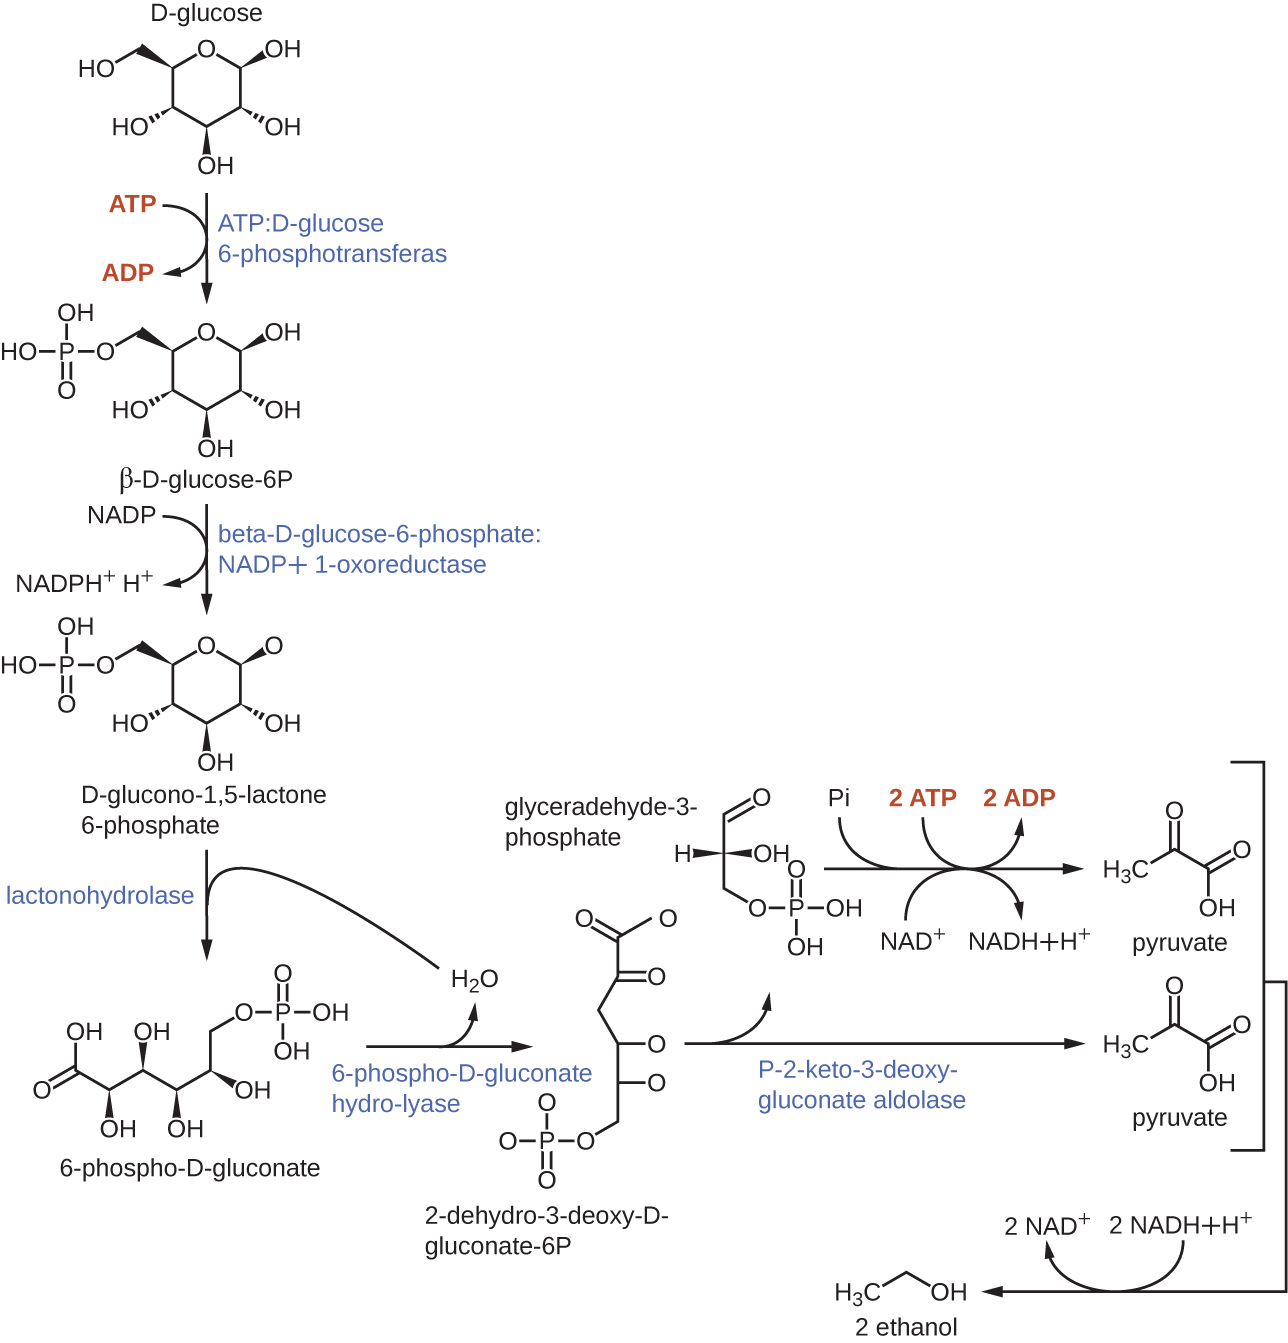 D-glucose
HO
O
OH
HO
OH
OH
ATP
ADP
ATP:D-glucose
6-phosphotransferas
OH
HO
P
O
O
O
OH
HO
OH
OH
β-D-glucose-6P
NADP
NADPH+ H+
beta-D-glucose-6-phosphate:
NADP+ 1-oxoreductase
OH
HO
P
O
O
O
O
HO
OH
OH
D-glucono-1,5-lactone
6-phosphate
lactonohydrolase
H2O
O
O
P
OH
OH
OH
OH
O
OH
OH
OH
6-phospho-D-gluconate
6-phospho-D-gluconate
hydro-lyase
O
O
O
O
O
O
O
P
O
O
2-dehydro-3-deoxy-D-
gluconate-6P
glyceradehyde-3-
phosphate
O
H
OH
O
O
P
OH
OH
Pi
2 ATP
2 ADP
NAD+
NADH+H+
O
H3C
O
OH
pyruvate
P-2-keto-3-deoxy-
gluconate aldolase
O
H3C
O
OH
pyruvate
2 NAD+
2 NADH+H+
H3C
OH
2 ethanol